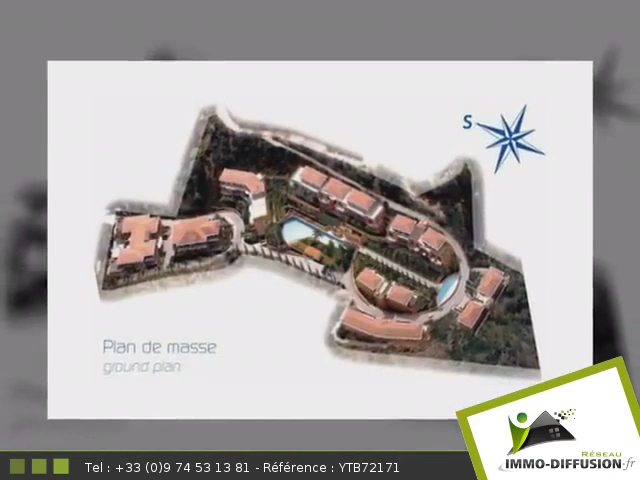 S
Plan de masse
ground plan
RÉSEAU
IMMO-DIFFUSION.fr
Tel : +33 (0)9 74 53 13 81 - Référence : YTB72171